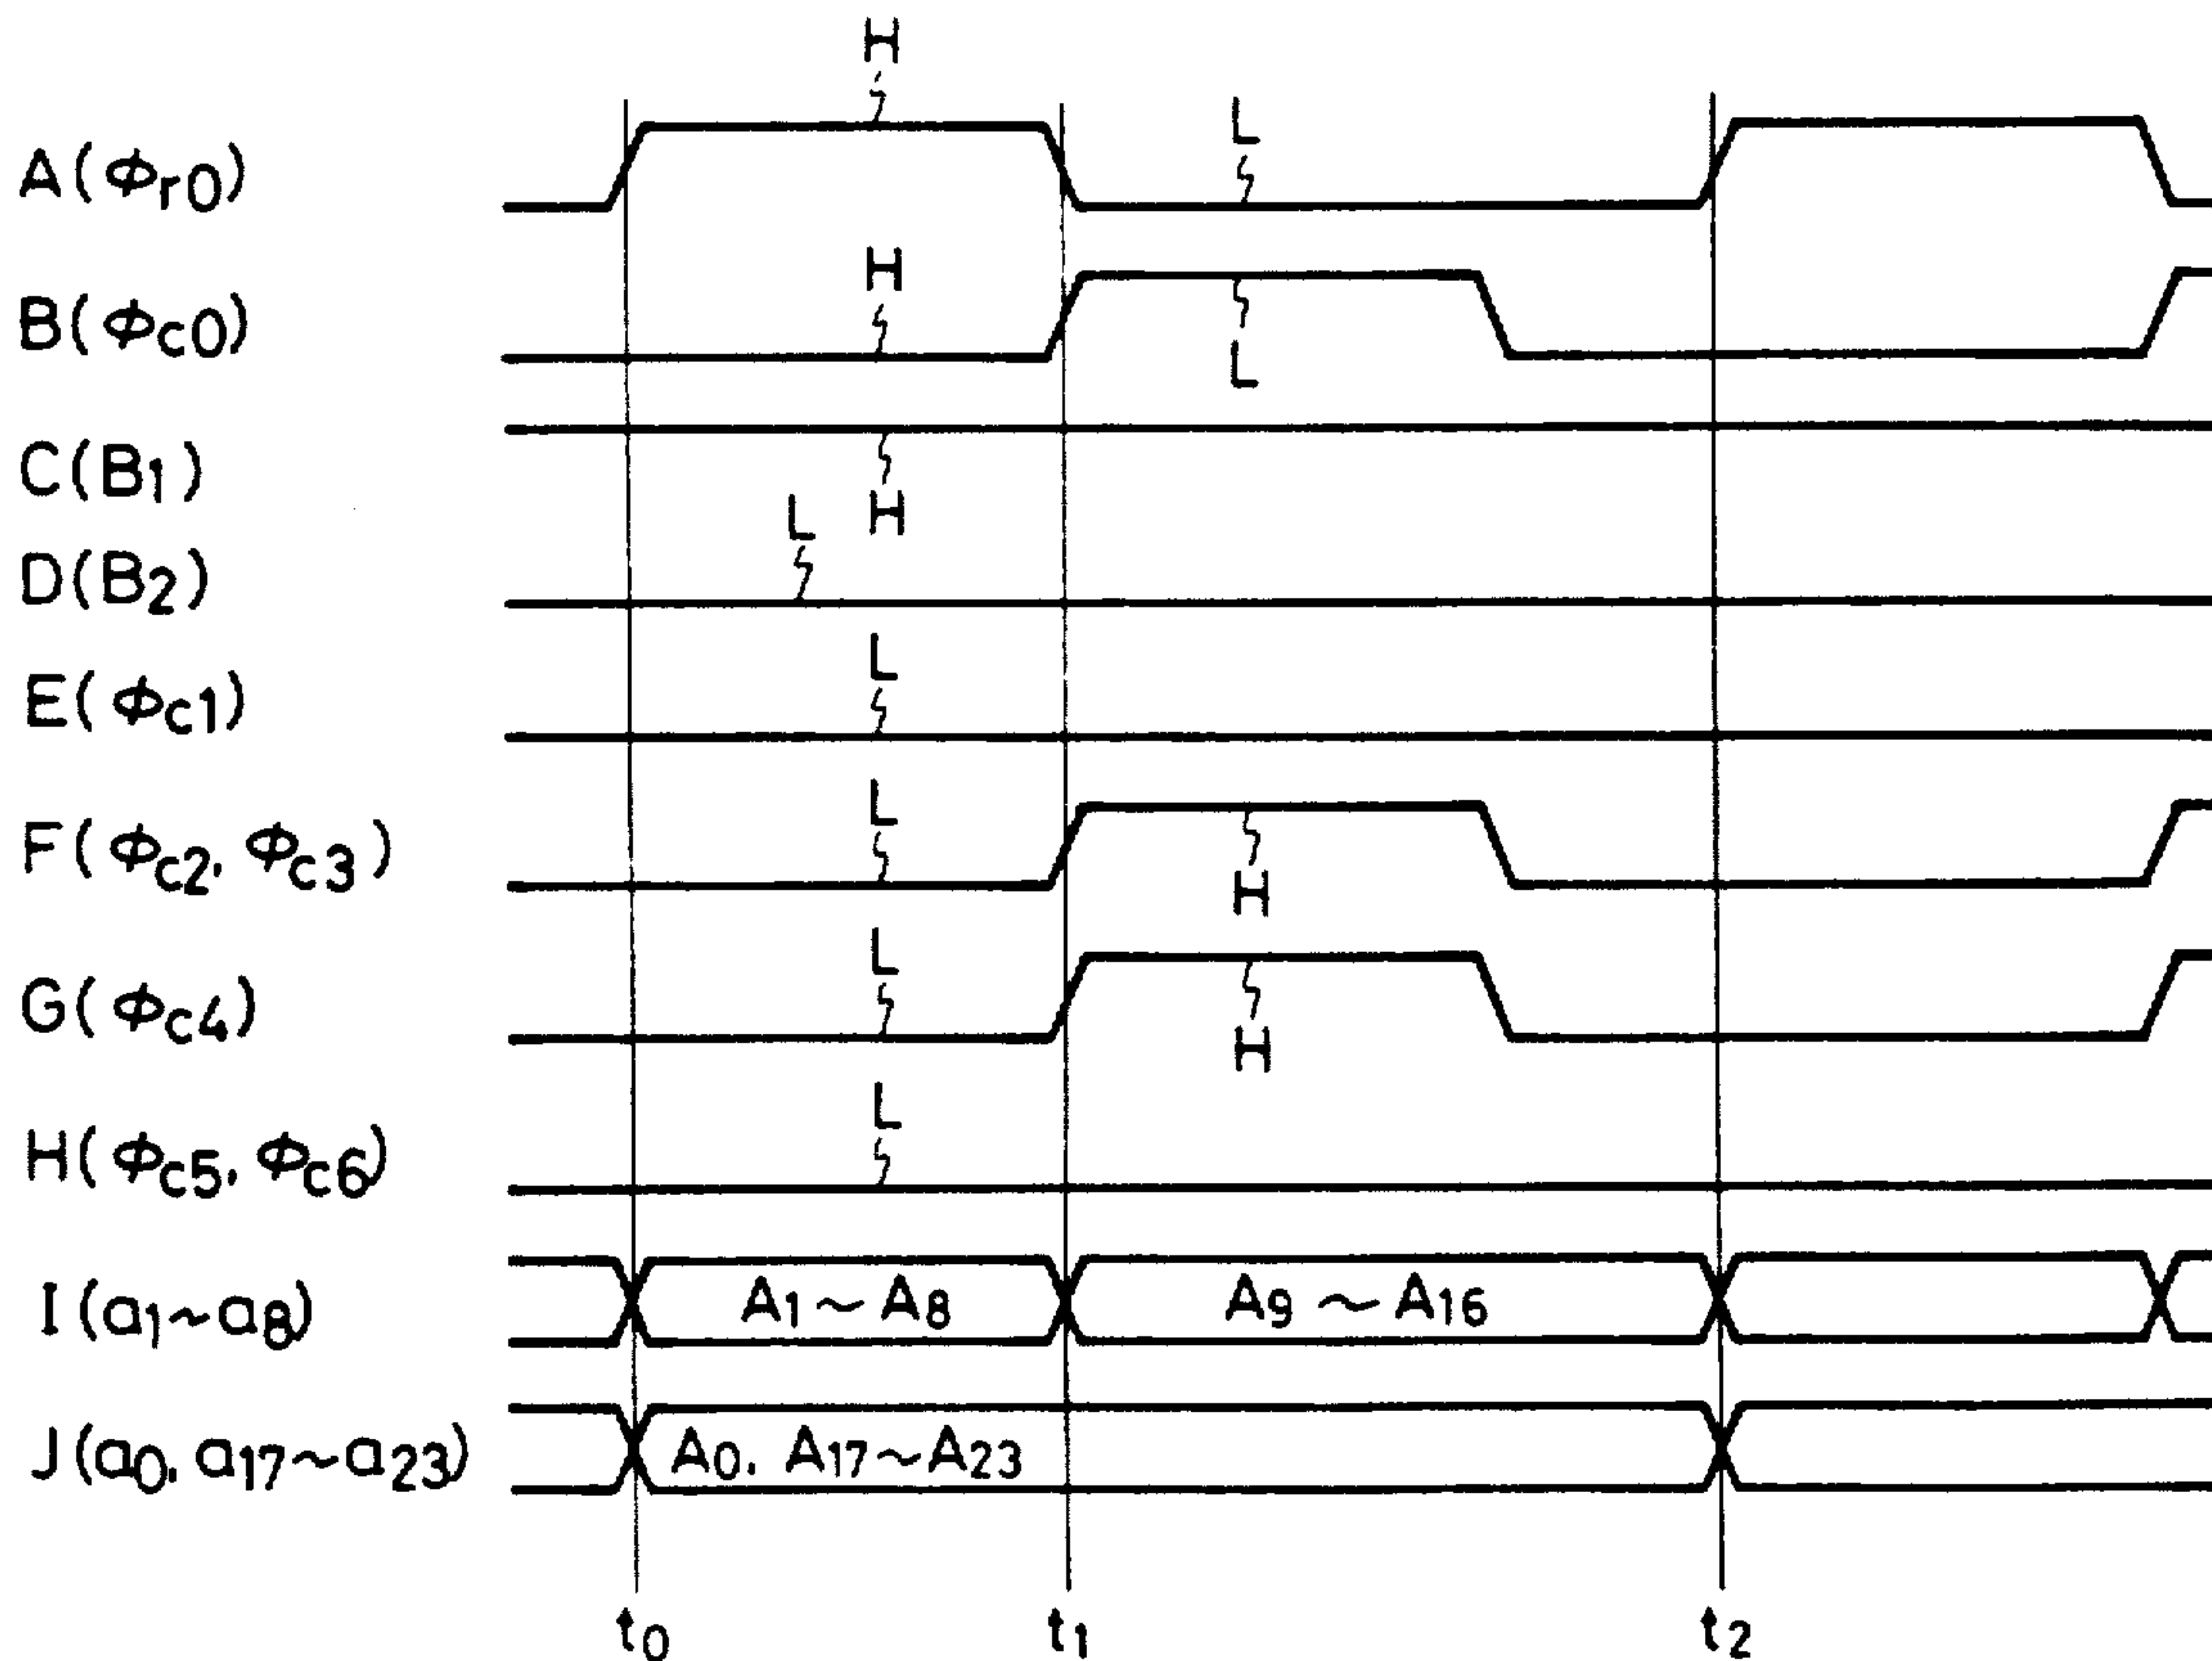 H
A(ϕr0) L
B(ϕc0) H L
C(B1) H
D(B2) L
E(ϕc1) L
F(ϕc2, ϕc3) L H
G(ϕc4) L H
H(ϕc5, ϕc6) L
I(a1~a8) A1~A8 A9~A16
J(a0, a17~a23) A0, A17~A23
t0 t1 t2